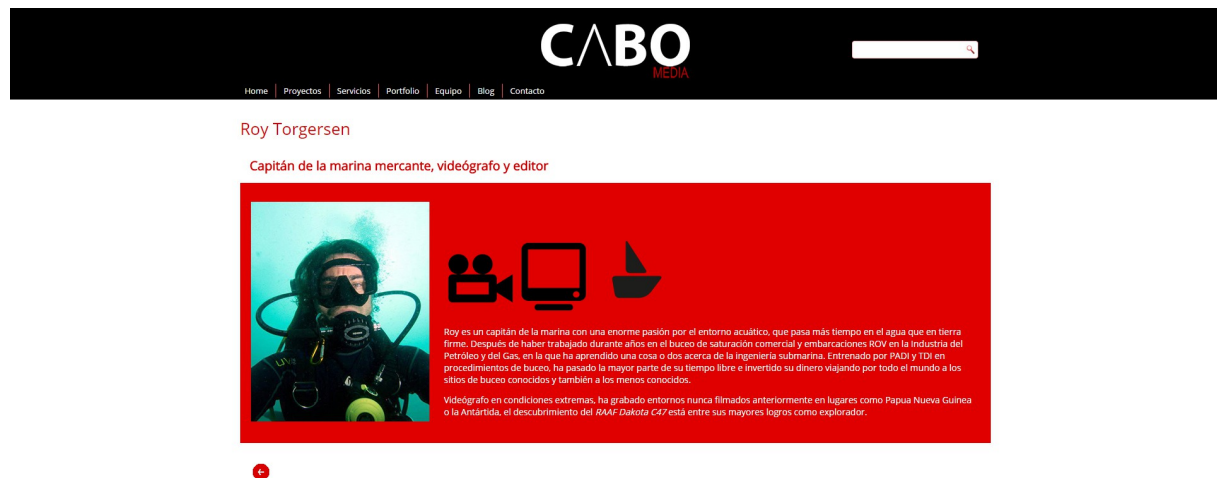 CABO
MEDIA
Home Proyectos Servicios Portfolio Equipo Blog Contacto
Roy Torgersen
Capitán de la marina mercante, videógrafo y editor
Roy es un capitán de la marina con una enorme pasión por el entorno acuático, que pasa más tiempo en el agua que en tierra
firme. Después de haber trabajado durante años en el buceo de saturación comercial y embarcaciones ROV en la Industria del
Petróleo y del Gas, en la que ha aprendido una cosa o dos acerca de la ingeniería submarina. Entrenado por PADI y TDI en
procedimientos de buceo, ha pasado la mayor parte de su tiempo libre e invertido su dinero viajando por todo el mundo a los
sitios de buceo conocidos y también a los menos conocidos.
Videógrafo en condiciones extremas, ha grabado entornos nunca filmados anteriormente en lugares como Papua Nueva Guinea
o la Antártida, el descubrimiento del RAAF Dakota C47 está entre sus mayores logros como explorador.